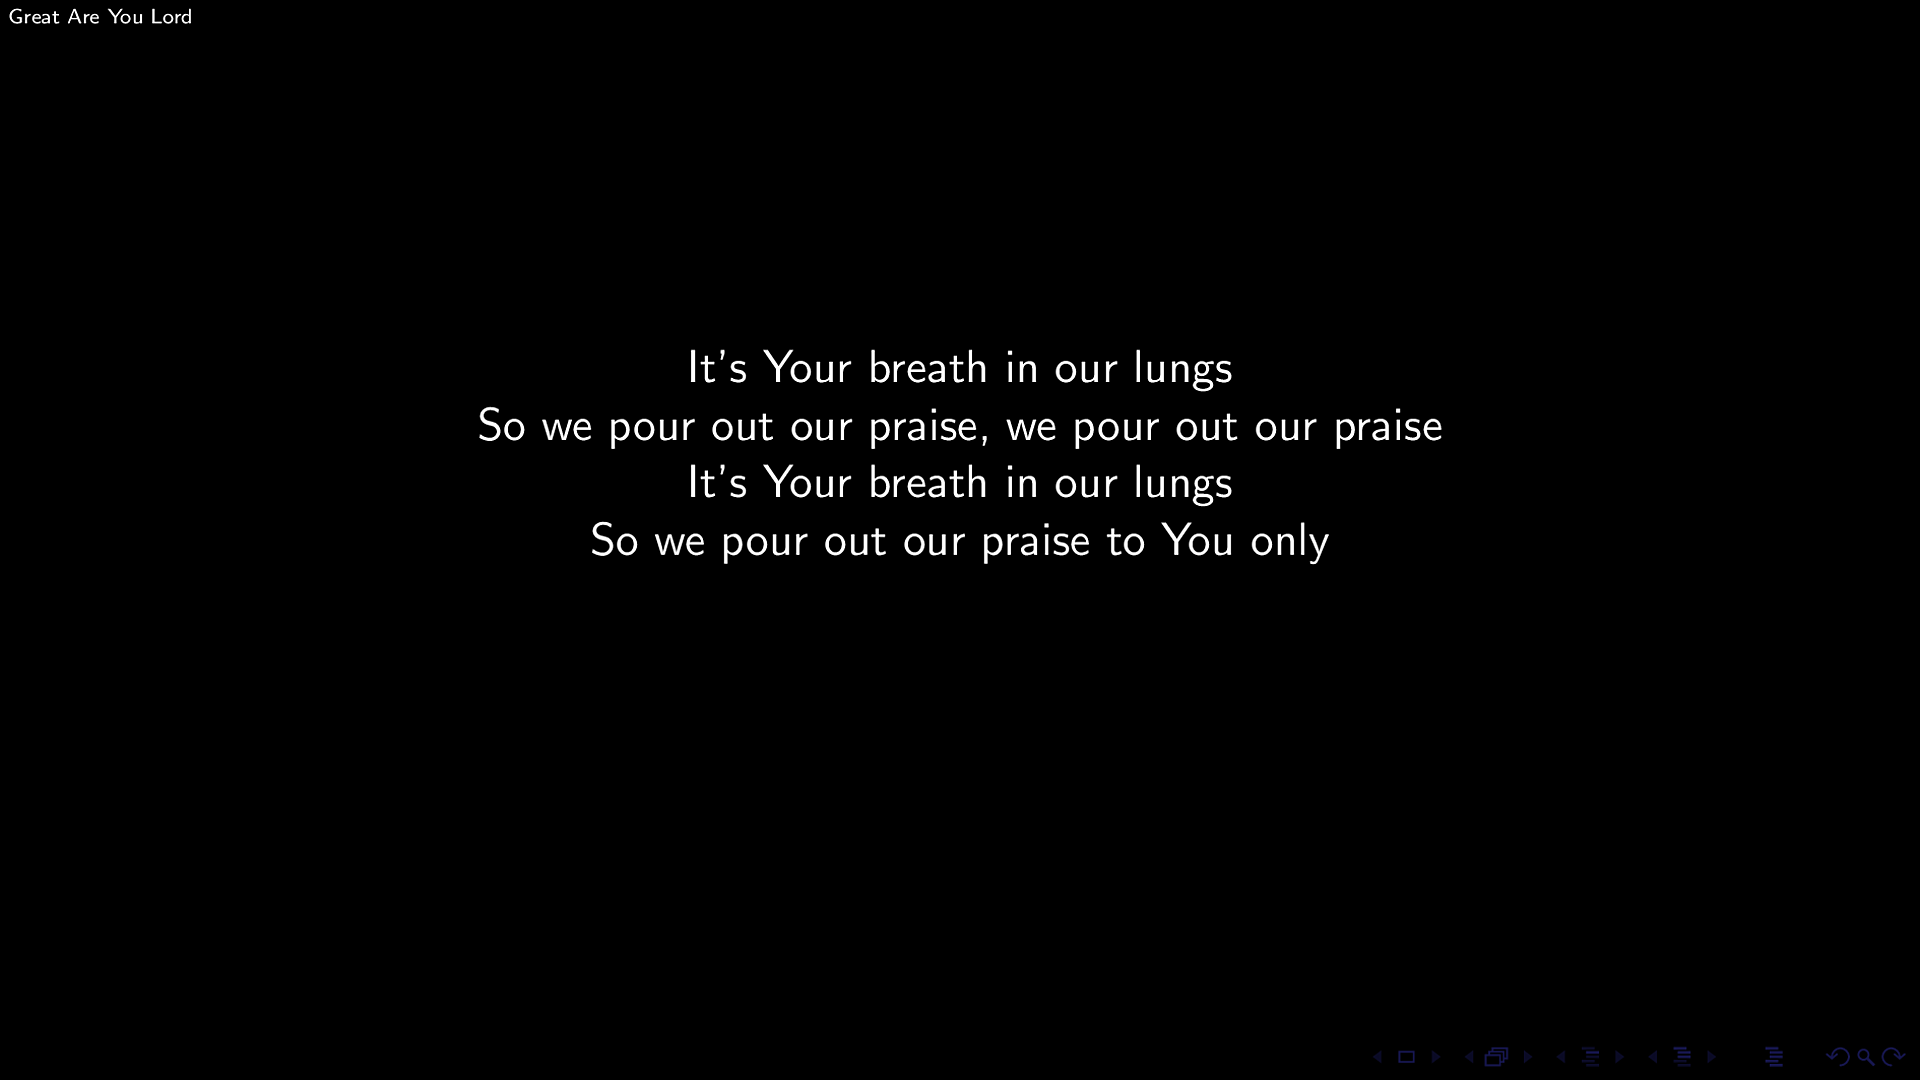 Great Are You Lord
It's Your breath in our lungs
So we pour out our praise, we pour out our praise
It's Your breath in our lungs
So we pour out our praise to You only